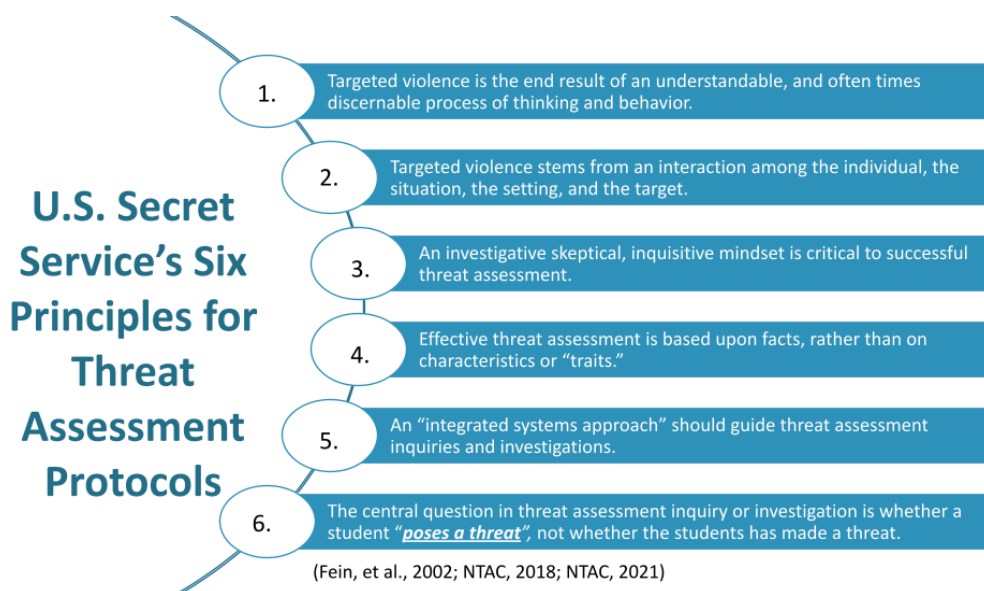 U.S. Secret
Service’s Six
Principles for
Threat
Assessment
Protocols
1.
Targeted violence is the end result of an understandable, and often times
discernable process of thinking and behavior.
2.
Targeted violence stems from an interaction among the individual, the
situation, the setting, and the target.
3.
An investigative skeptical, inquisitive mindset is critical to successful
threat assessment.
4.
Effective threat assessment is based upon facts, rather than on
characteristics or “traits.”
5.
An “integrated systems approach” should guide threat assessment
inquiries and investigations.
6.
The central question in threat assessment inquiry or investigation is whether a
student “poses a threat”, not whether the students has made a threat.
(Fein, et al., 2002; NTAC, 2018; NTAC, 2021)